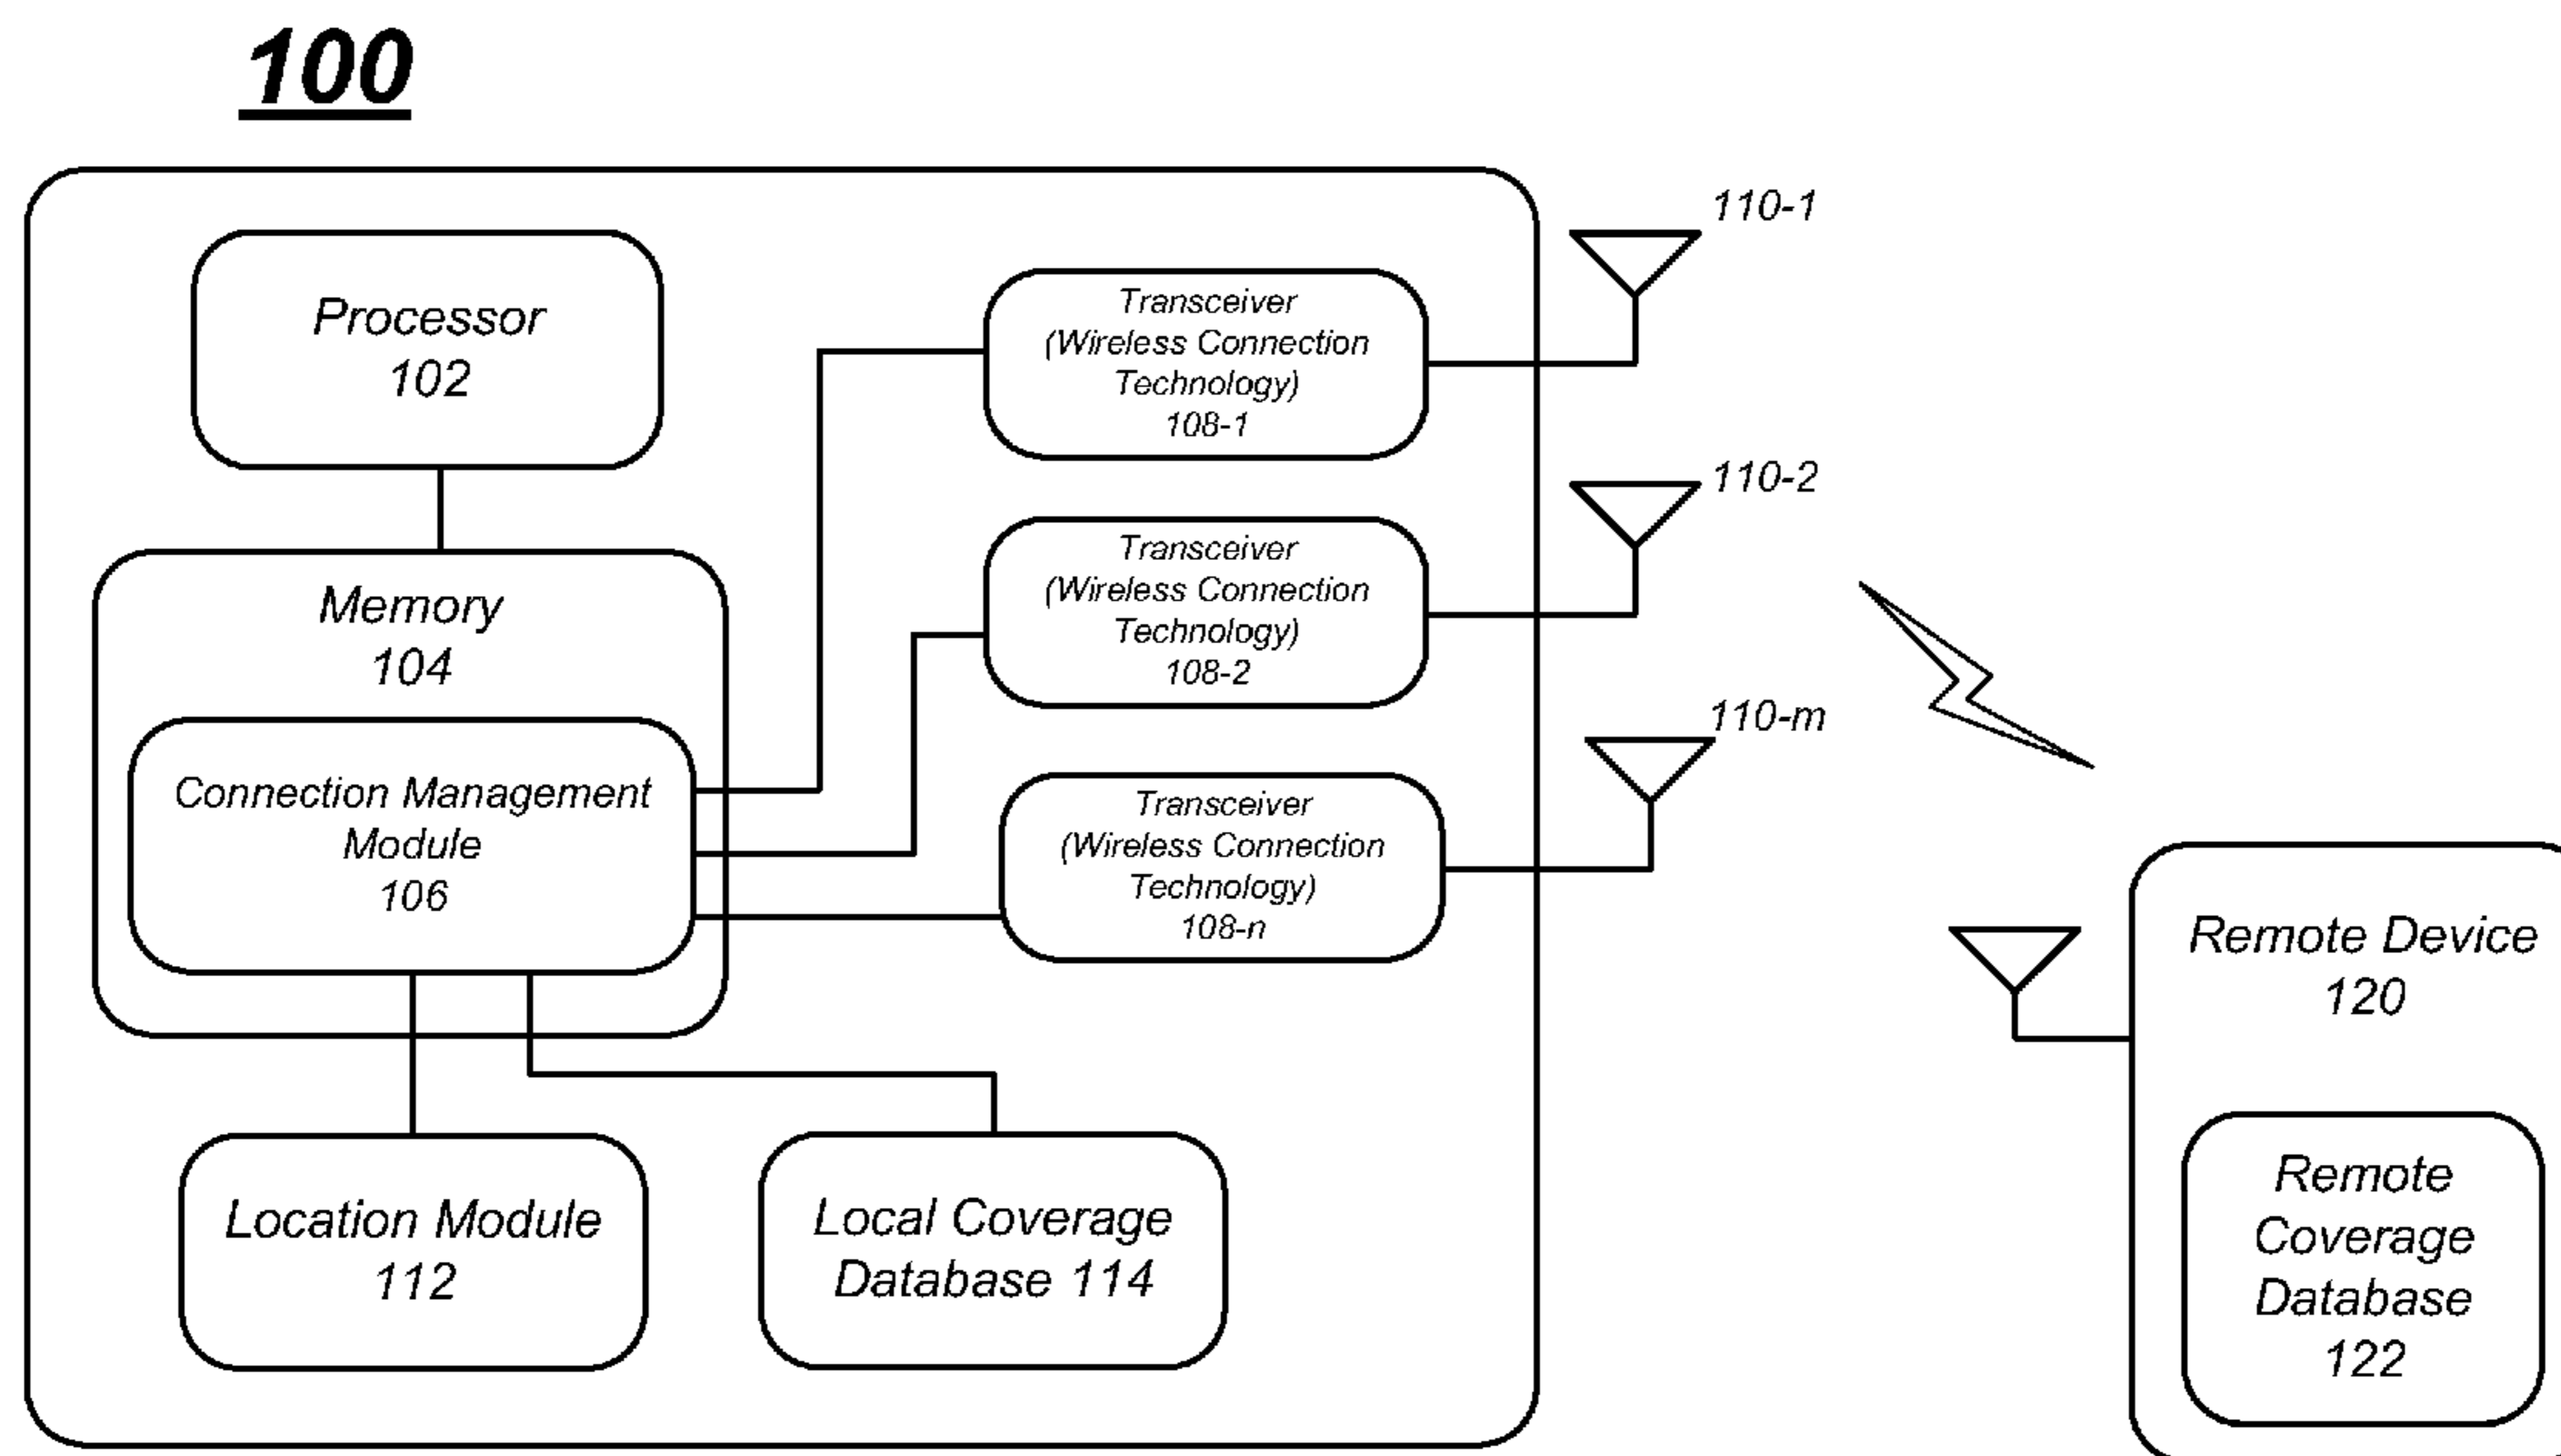 100
Processor
102
Memory
104
Connection Management
Module
106
Location Module
112
Local Coverage
Database 114
Transceiver
(Wireless Connection
Technology)
108-1
Transceiver
(Wireless Connection
Technology)
108-2
Transceiver
(Wireless Connection
Technology)
108-n
110-1
110-2
110-m
Remote Device
120
Remote
Coverage
Database
122